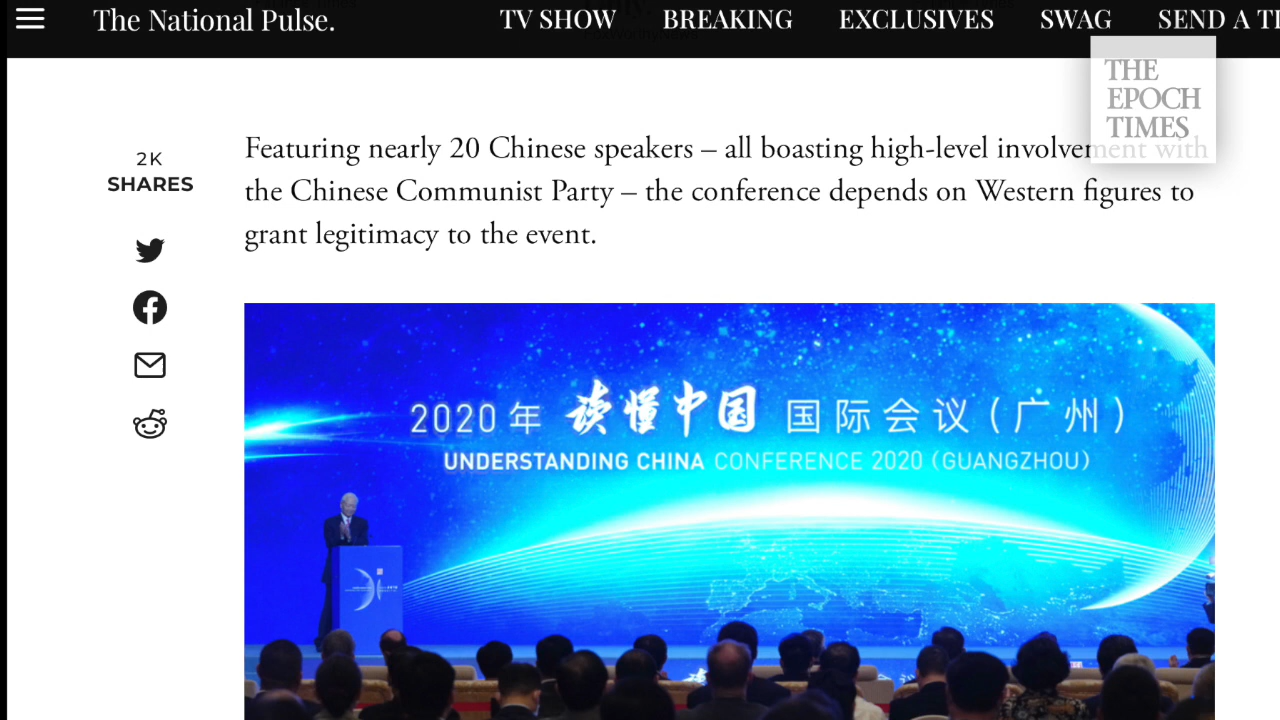 The National Pulse.
TV SHOW
BREAKING
EXCLUSIVES
SWAG
SEND A
THE
EPOCH
TIMES
2K
SHARES
Featuring nearly 20 Chinese speakers – all boasting high-level involvement with
the Chinese Communist Party – the conference depends on Western figures to
grant legitimacy to the event.
2020年 读懂中国 国际会议(广州)
UNDERSTANDING CHINA CONFERENCE 2020 (GUANGZHOU)